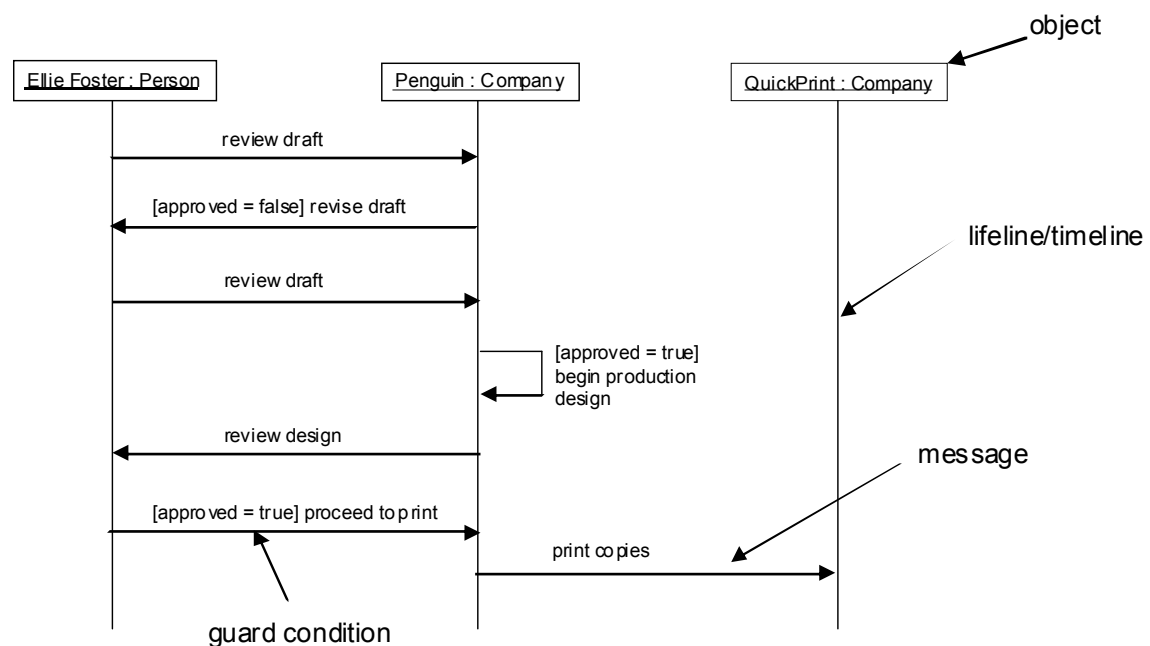 object
Ellie Foster : Person
Penguin : Company
QuickPrint : Company
review draft
[approved = false] revise draft
lifeline/timeline
review draft
[approved = true]
begin production
design
review design
message
[approved = true] proceed to print
print copies
guard condition